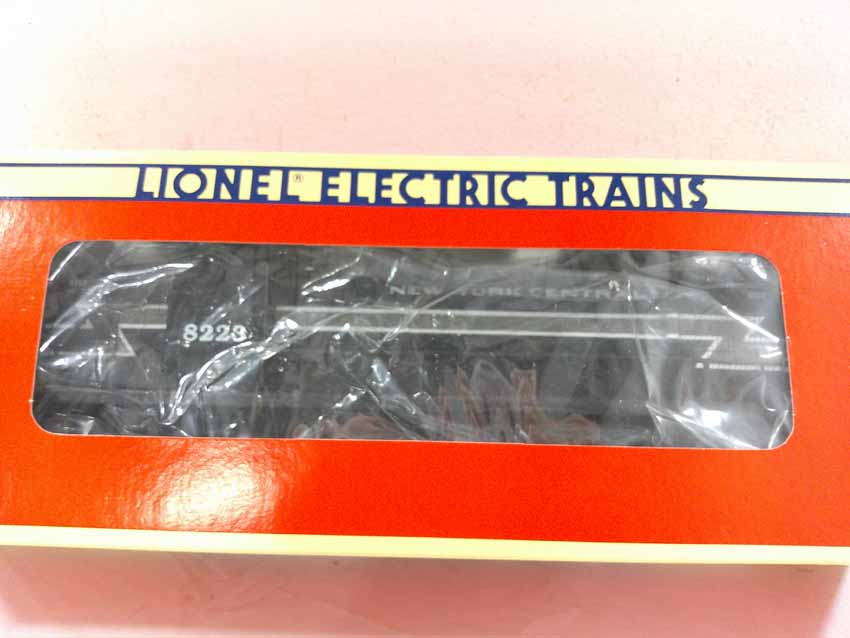 LIONEL® ELECTRIC TRAINS
NEW YORK CENTRAL
8223